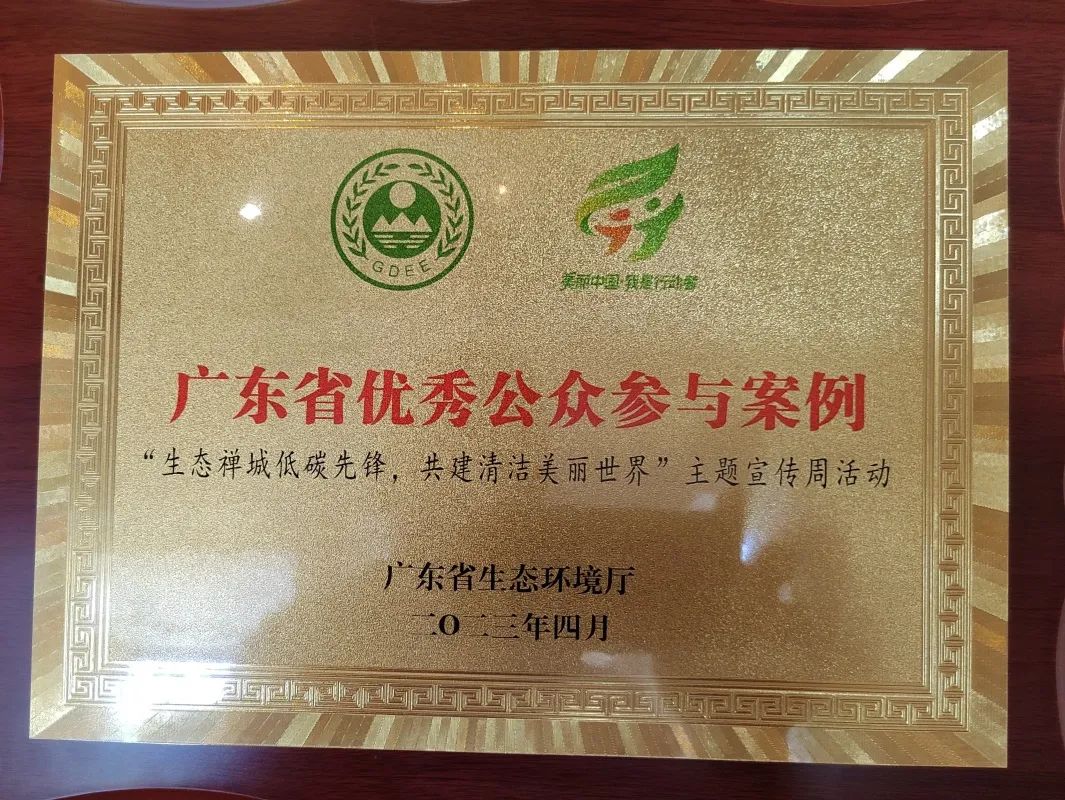 GDEE
美丽中国·我是行动者
广东省优秀公众参与案例
“生态禅城低碳先锋，共建清洁美丽世界”主题宣传周活动
广东省生态环境厅
二〇二三年四月